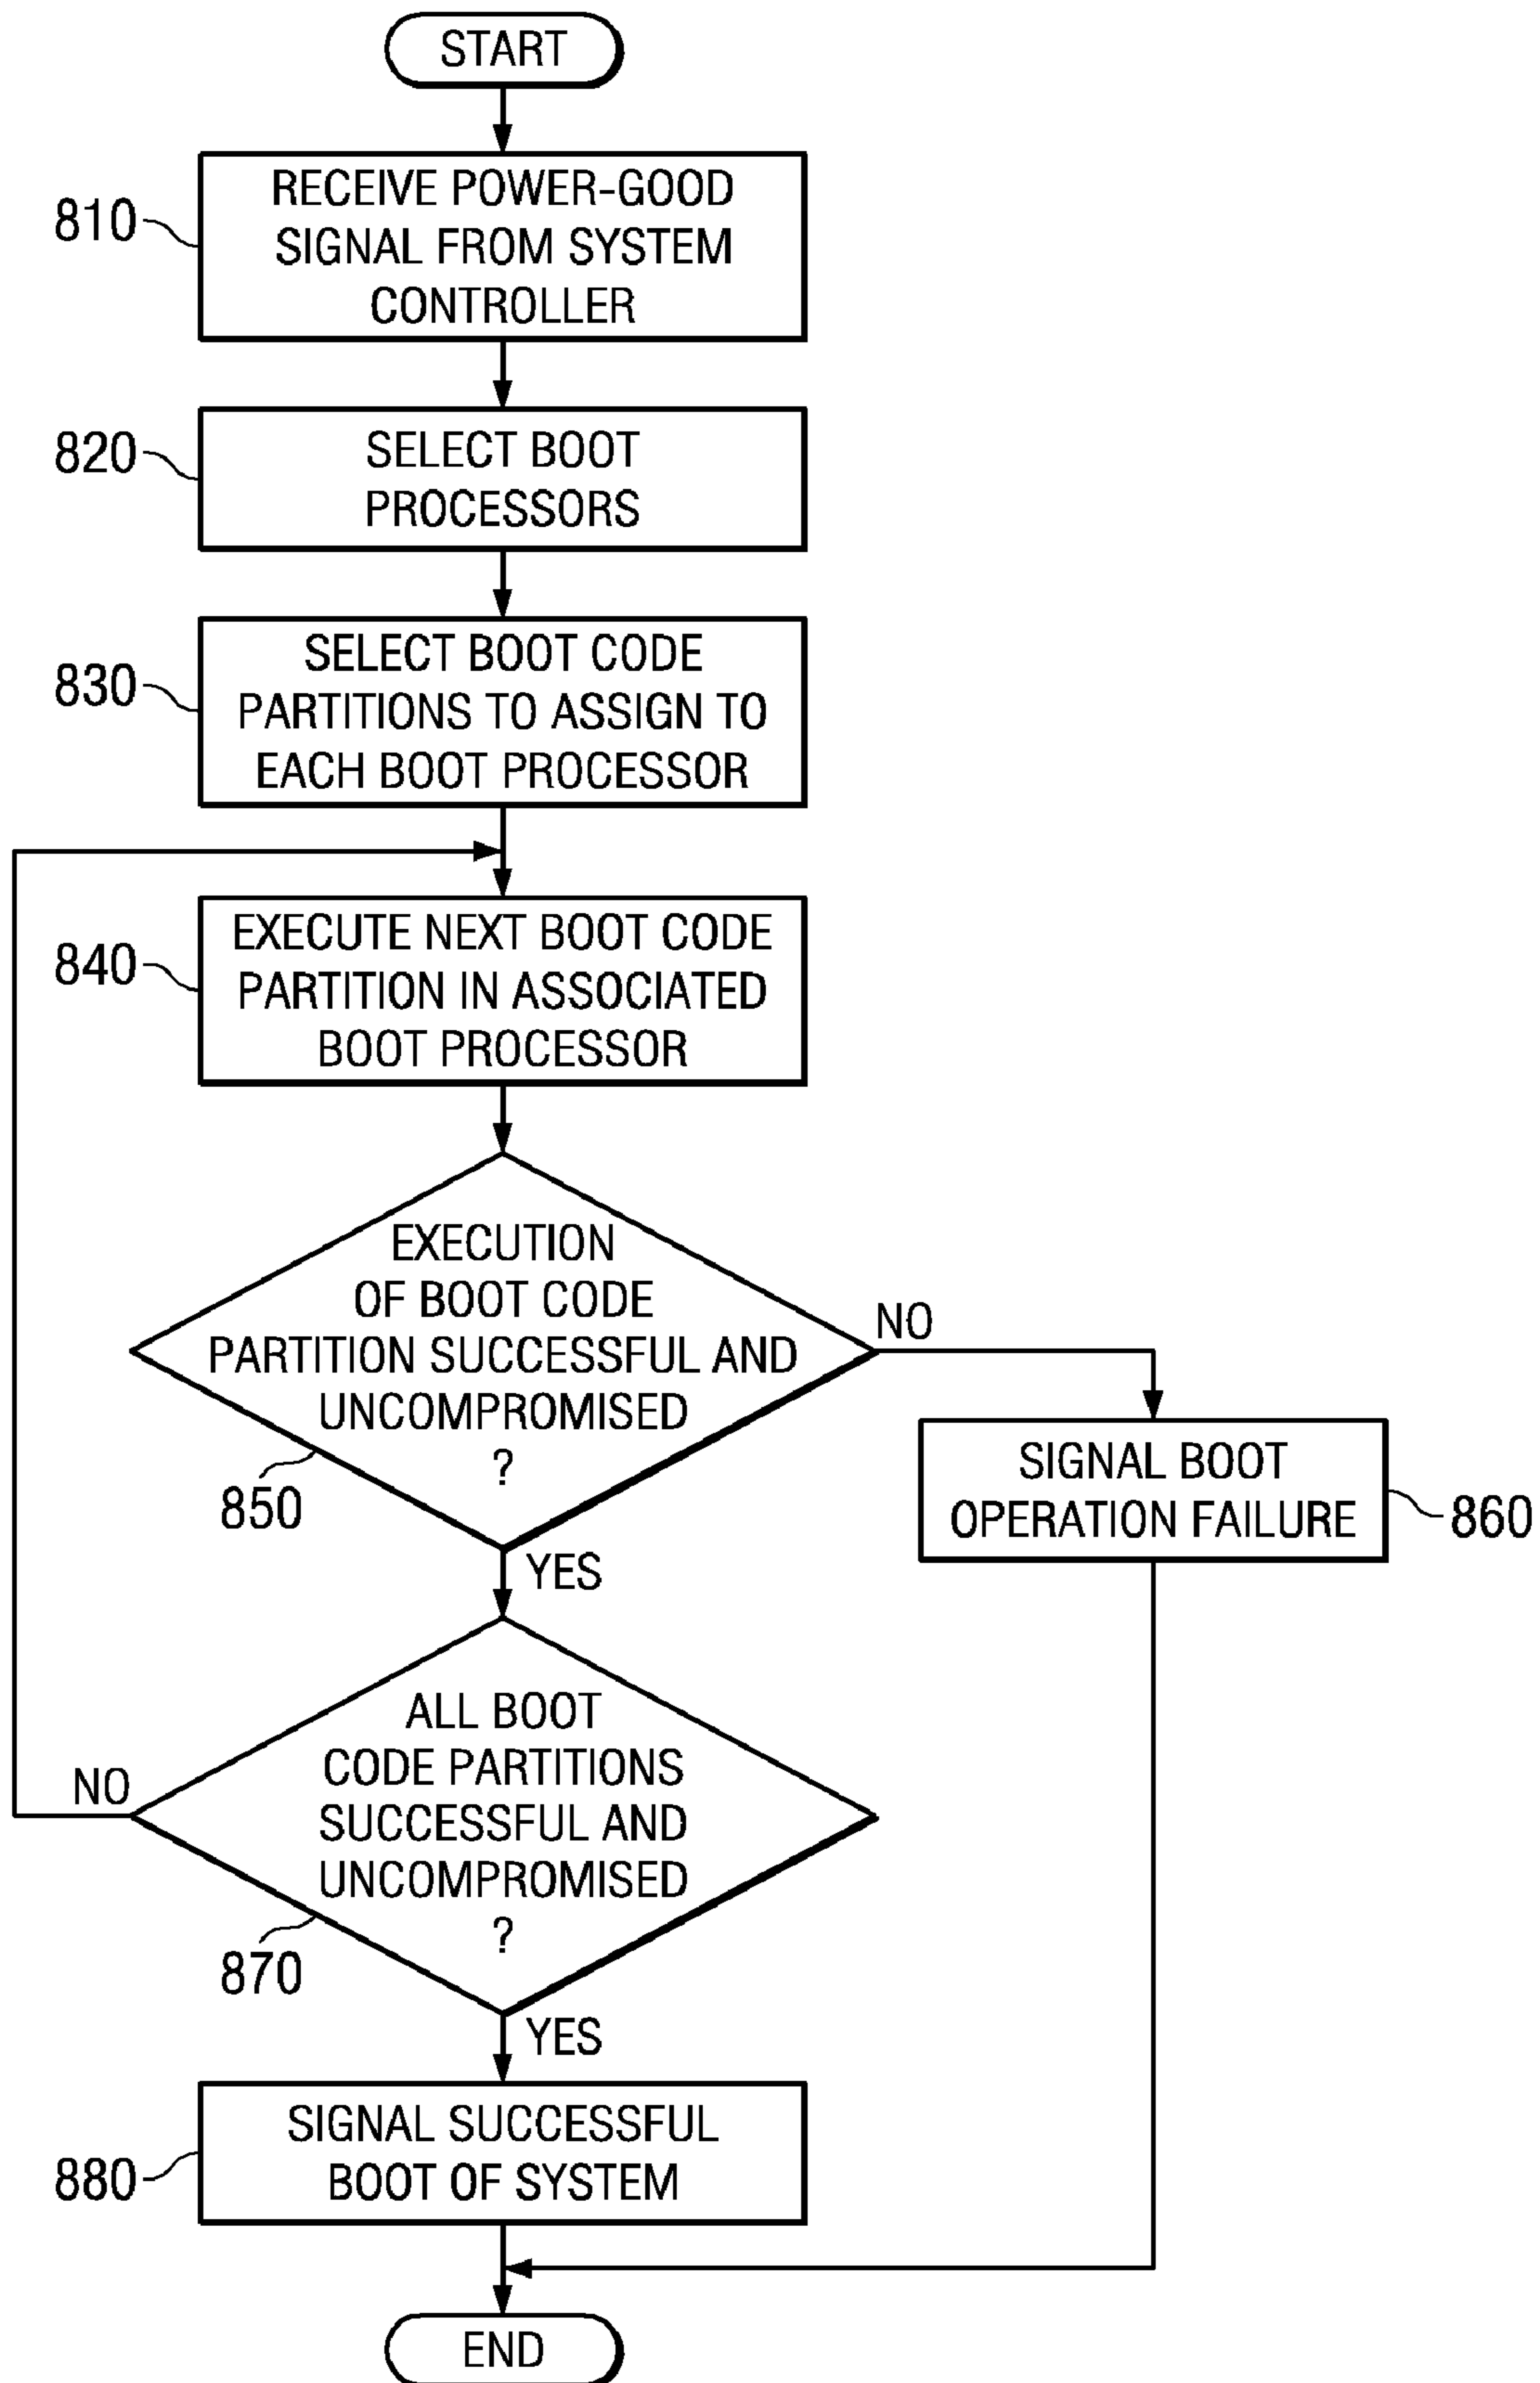 START
810
RECEIVE POWER-GOOD
SIGNAL FROM SYSTEM
CONTROLLER
820
SELECT BOOT
PROCESSORS
830
SELECT BOOT CODE
PARTITIONS TO ASSIGN TO
EACH BOOT PROCESSOR
840
EXECUTE NEXT BOOT CODE
PARTITION IN ASSOCIATED
BOOT PROCESSOR
EXECUTION
OF BOOT CODE
PARTITION SUCCESSFUL AND
UNCOMPROMISED
?
850
NO
YES
SIGNAL BOOT
OPERATION FAILURE
860
ALL BOOT
CODE PARTITIONS
SUCCESSFUL AND
UNCOMPROMISED
?
870
NO
YES
880
SIGNAL SUCCESSFUL
BOOT OF SYSTEM
END